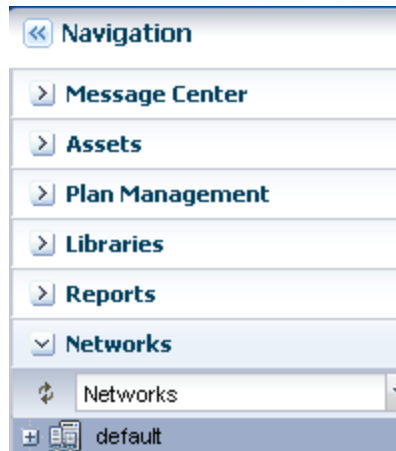 Navigation
Message Center
Assets
Plan Management
Libraries
Reports
Networks
Networks
default